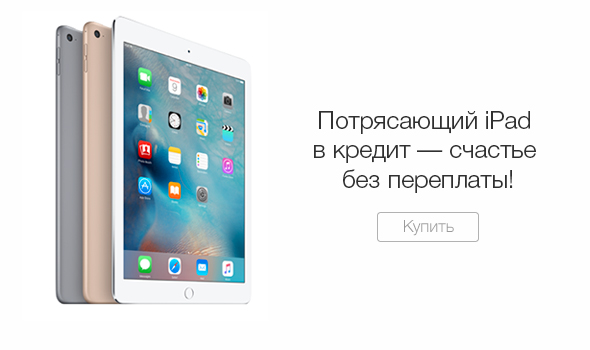 Потрясающий iPad
в кредит — счастье
без переплаты!
Купить